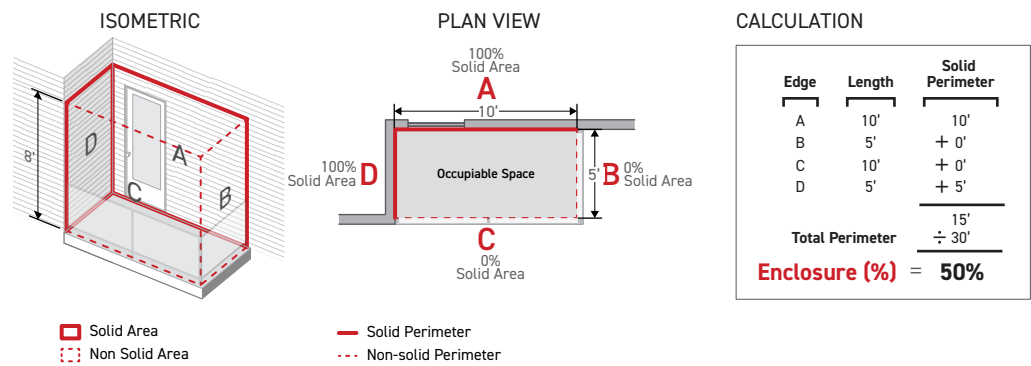 ISOMETRIC
8'
D
A
C
B
PLAN VIEW
100%
Solid Area
A
10'
100%
Solid Area D
Occupiable Space
5' B 0%
Solid Area
C
0%
Solid Area
Solid Area
Non Solid Area
Solid Perimeter
Non-solid Perimeter
CALCULATION
Edge Length Solid Perimeter
A 10' 10'
B 5' + 0'
C 10' + 0'
D 5' + 5'
15'
Total Perimeter ÷ 30'
Enclosure (%) = 50%